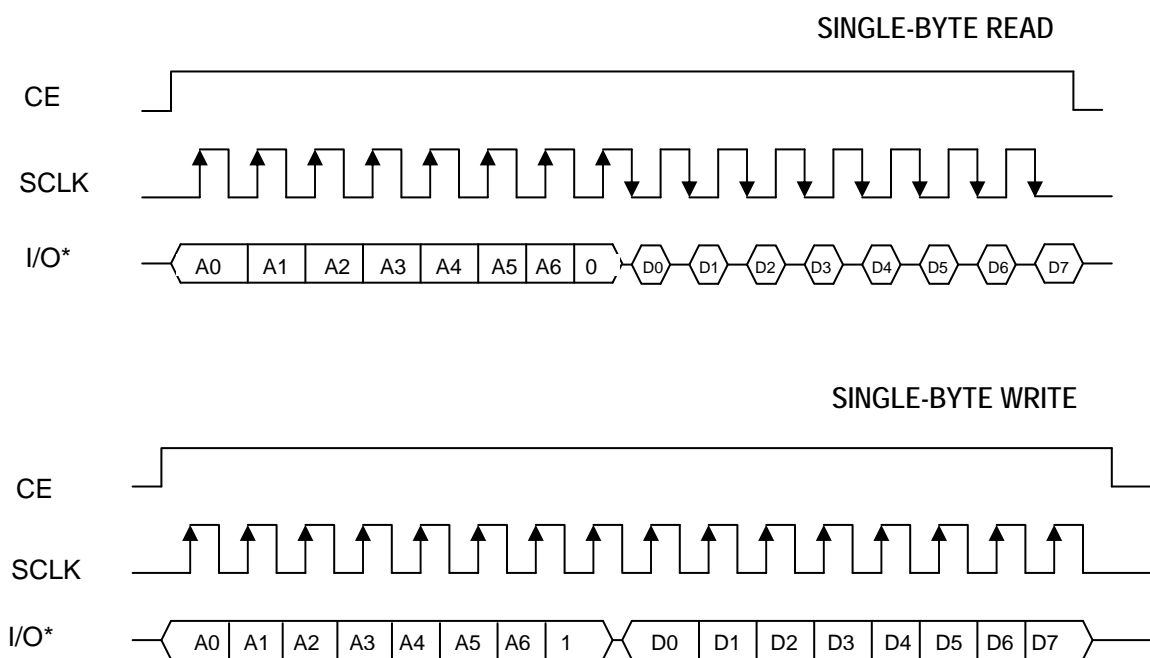 SINGLE-BYTE READ
CE
SCLK
I/O*
A0 A1 A2 A3 A4 A5 A6 0 D0 D1 D2 D3 D4 D5 D6 D7
SINGLE-BYTE WRITE
CE
SCLK
I/O*
A0 A1 A2 A3 A4 A5 A6 1 D0 D1 D2 D3 D4 D5 D6 D7